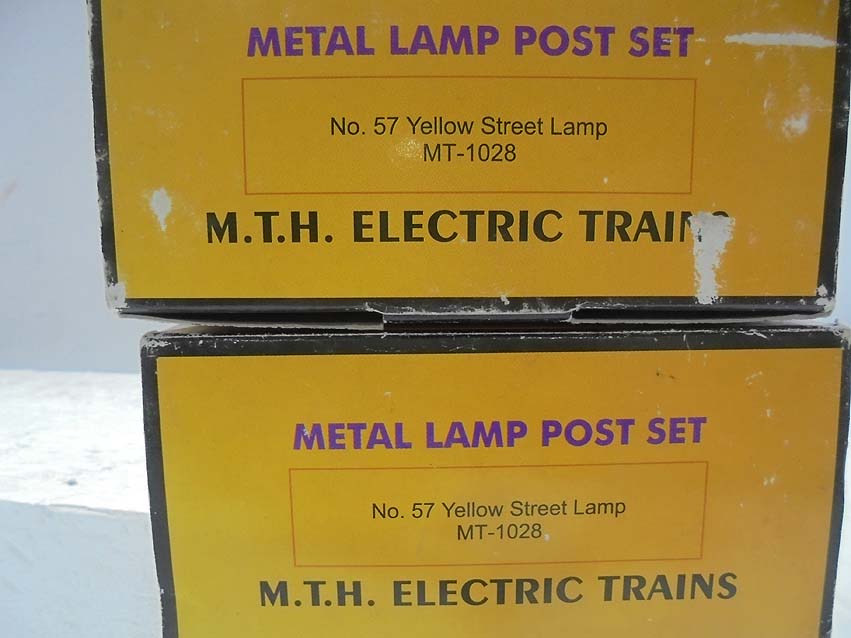 METAL LAMP POST SET
No. 57 Yellow Street Lamp
MT-1028
M.T.H. ELECTRIC TRAINS
METAL LAMP POST SET
No. 57 Yellow Street Lamp
MT-1028
M.T.H. ELECTRIC TRAINS